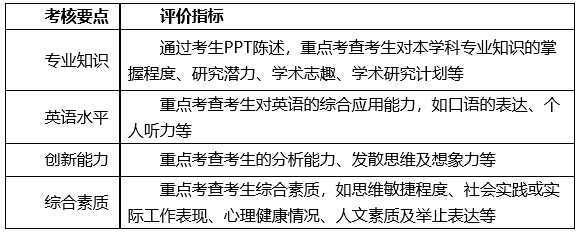 考核要点 评价指标
专业知识 通过考生PPT陈述，重点考查考生对本学科专业知识的掌
握程度、研究潜力、学术志趣、学术研究计划等
英语水平 重点考查考生对英语的综合应用能力，如口语的表达、个
人听力等
创新能力 重点考查考生的分析能力、发散思维及想象力等
综合素质 重点考查考生综合素质，如思维敏捷程度、社会实践或实
际工作表现、心理健康情况、人文素质及举止表达等